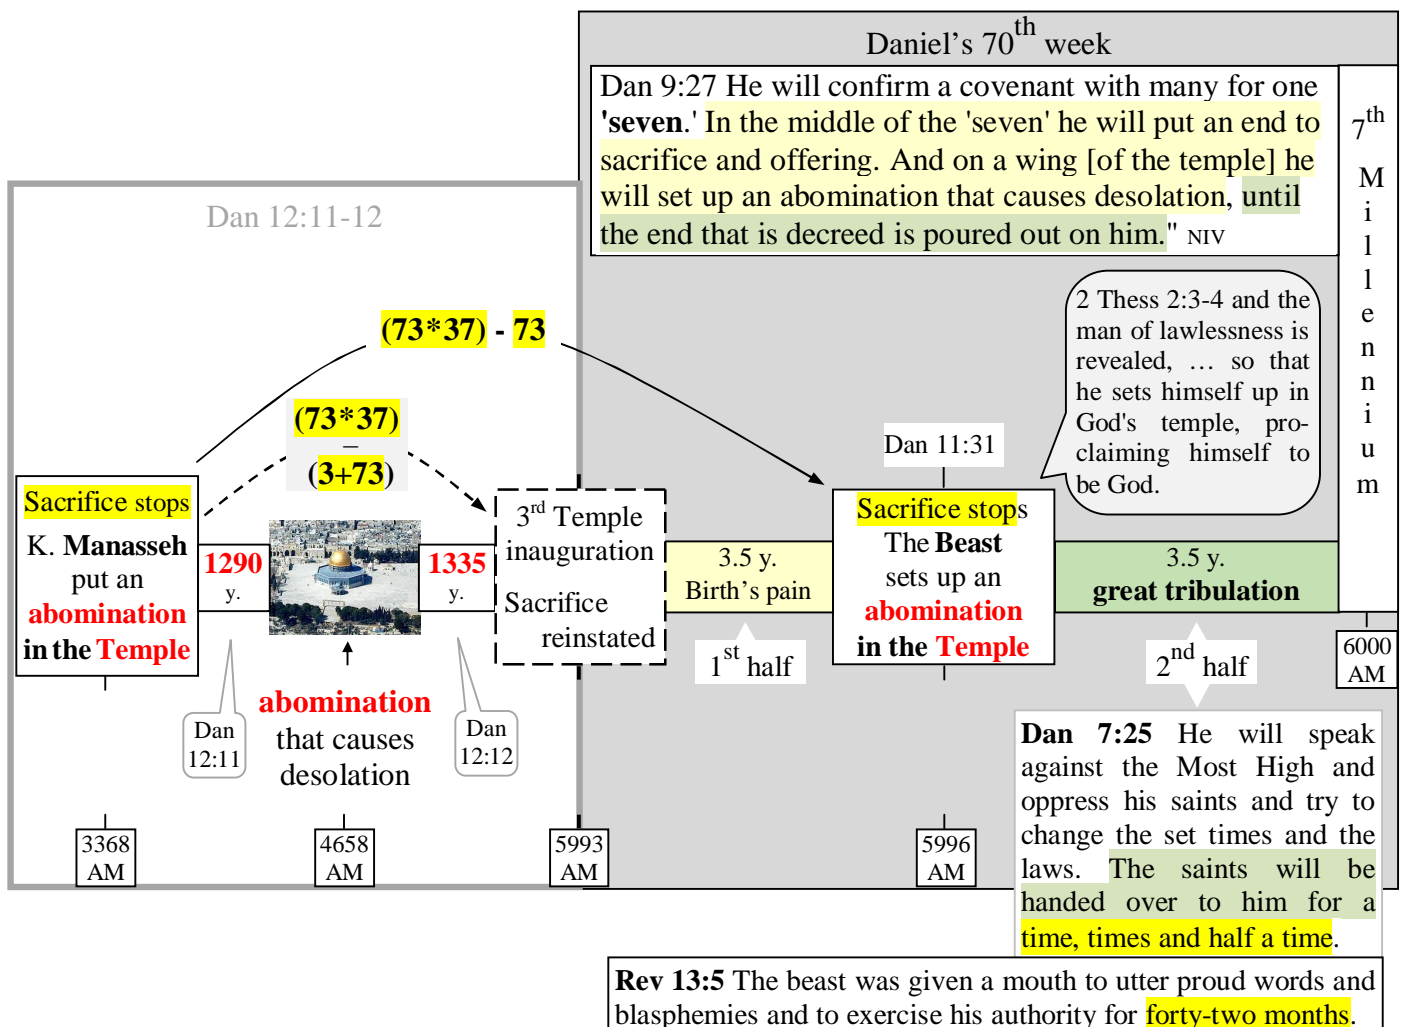 Daniel's 70th week
Dan 9:27 He will confirm a covenant with many for one
'seven.' In the middle of the 'seven' he will put an end to
sacrifice and offering. And on a wing [of the temple] he
will set up an abomination that causes desolation, until
the end that is decreed is poured out on him." NIV
7th
M
i
l
l
e
n
n
i
u
m
Dan 12:11-12
(73*37) - 73
(73*37)
–
(3+73)
2 Thess 2:3-4 and the
man of lawlessness is
revealed, … so that
he sets himself up in
God's temple, pro-
claiming himself to
be God.
Dan 11:31
Sacrifice stops
K. Manasseh
put an
abomination
in the Temple
1290
y.
1335
y.
3rd Temple
inauguration
Sacrifice
reinstated
3.5 y.
Birth's pain
Sacrifice stops
The Beast
sets up an
abomination
in the Temple
3.5 y.
great tribulation
1st half
2nd half
6000
AM
Dan
12:11
abomination
that causes
desolation
Dan
12:12
Dan 7:25 He will speak
against the Most High and
oppress his saints and try to
change the set times and the
laws. The saints will be
handed over to him for a
time, times and half a time.
3368
AM
4658
AM
5993
AM
5996
AM
Rev 13:5 The beast was given a mouth to utter proud words and
blasphemies and to exercise his authority for forty-two months.